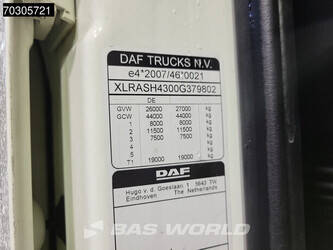 70305721
DAF TRUCKS N.V.
e4*2007/46*0021
XLRASH4300G379802
DE
GVW 26000 27000 kg
GCW 44000 44000 kg
1 8000 8000 kg
2 11500 11500 kg
3 7500 7500 kg
4 kg
5 kg
T1 19000 19000 kg
DAF
Hugo v. d. Goeslaan 1 5643 TW
Eindhoven The Netherlands
BAS WORLD